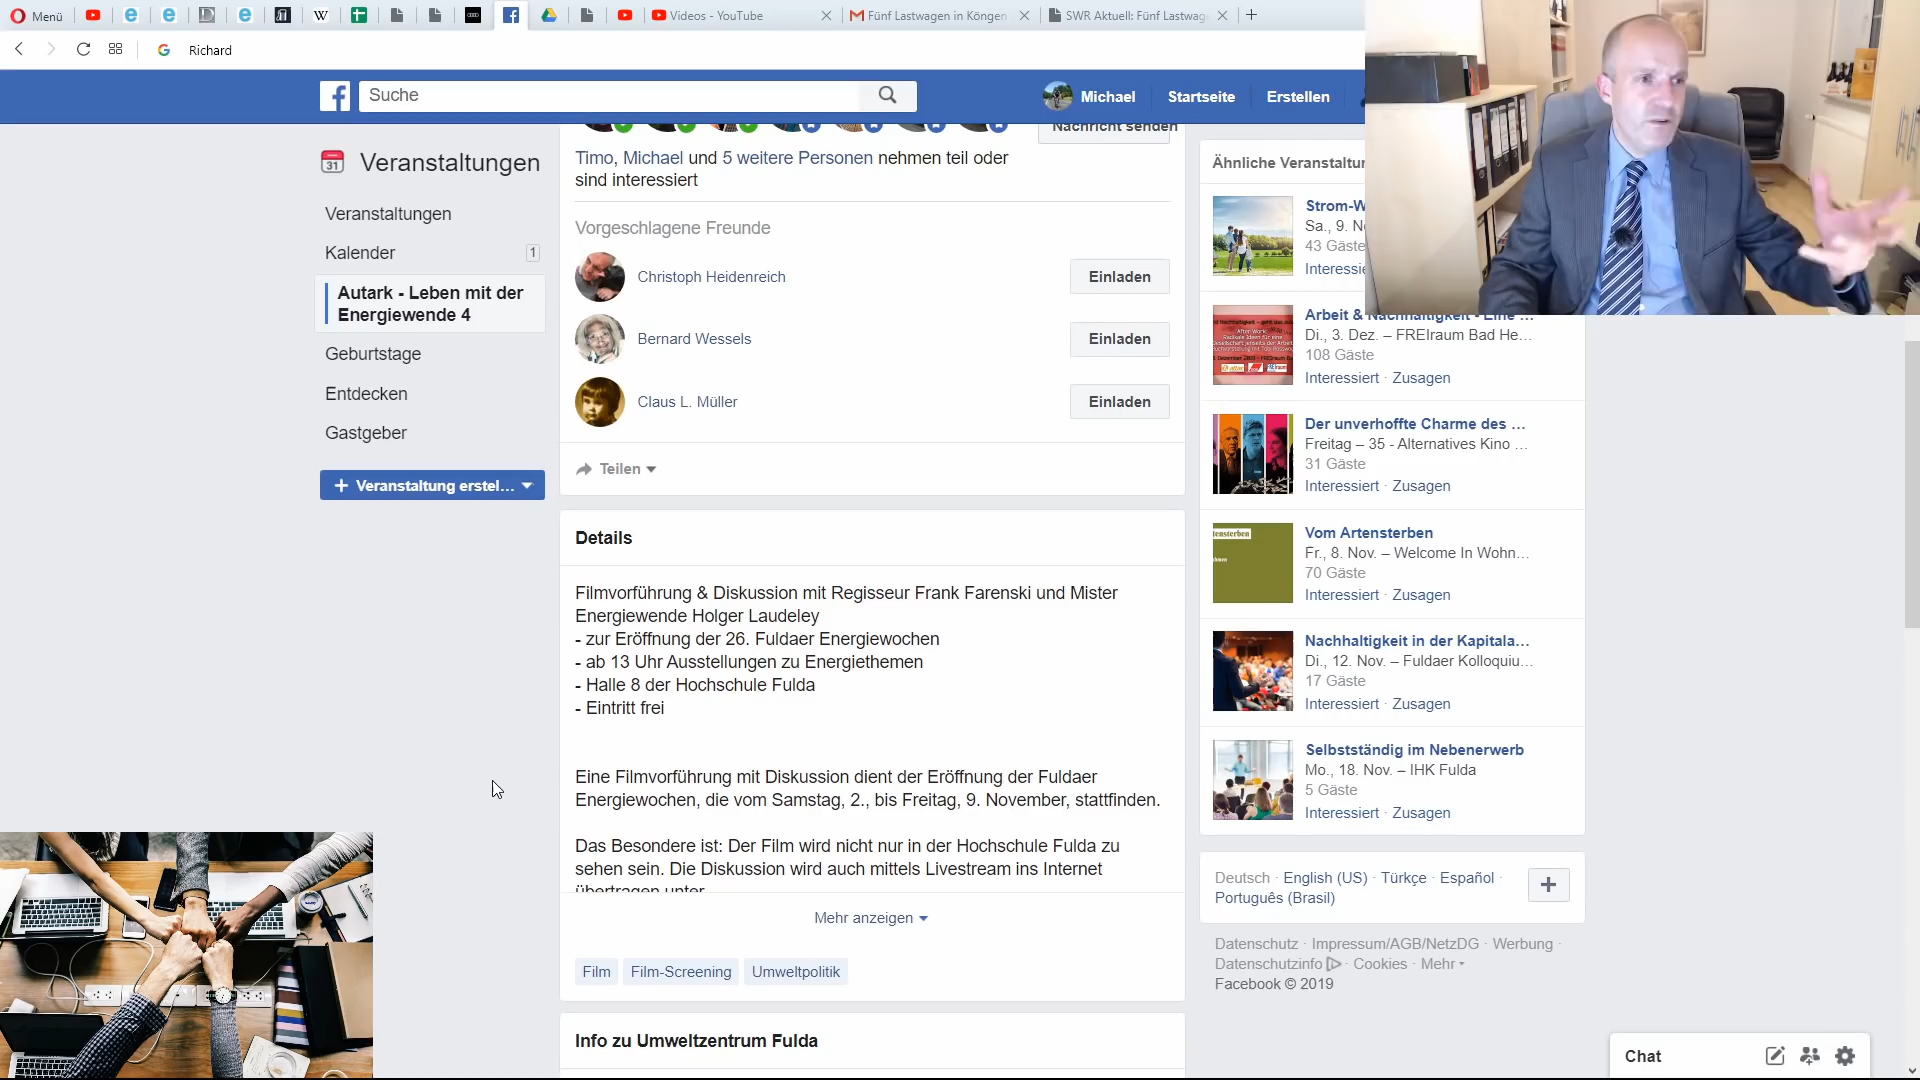 Menü
Videos - YouTube
Fünf Lastwagen in Köngen
SWR Aktuell: Fünf Lastwag
Richard
Suche
Michael
Startseite
Erstellen
Veranstaltungen
Veranstaltungen
Kalender 1
Autark - Leben mit der
Energiewende 4
Geburtstage
Entdecken
Gastgeber
+ Veranstaltung erstel...
Nachricht senden
Timo, Michael und 5 weitere Personen nehmen teil oder
sind interessiert
Vorgeschlagene Freunde
Christoph Heidenreich
Einladen
Bernard Wessels
Einladen
Claus L. Müller
Einladen
Teilen
Details
Filmvorführung & Diskussion mit Regisseur Frank Farenski und Mister
Energiewende Holger Laudeley
- zur Eröffnung der 26. Fuldaer Energiewochen
- ab 13 Uhr Ausstellungen zu Energiethemen
- Halle 8 der Hochschule Fulda
- Eintritt frei
Eine Filmvorführung mit Diskussion dient der Eröffnung der Fuldaer
Energiewochen, die vom Samstag, 2., bis Freitag, 9. November, stattfinden.
Das Besondere ist: Der Film wird nicht nur in der Hochschule Fulda zu
sehen sein. Die Diskussion wird auch mittels Livestream ins Internet
übertragen unter
Mehr anzeigen
Film
Film-Screening
Umweltpolitik
Info zu Umweltzentrum Fulda
Ähnliche Veranstaltu
Strom-W
Sa., 9. N
43 Gäste
Interessie
Arbeit & Nachhaltigkeit - Eine ...
Di., 3. Dez. – FREIraum Bad He...
108 Gäste
Interessiert · Zusagen
Der unverhoffte Charme des ...
Freitag – 35 - Alternatives Kino ...
31 Gäste
Interessiert · Zusagen
Vom Artensterben
Fr., 8. Nov. – Welcome In Wohn...
70 Gäste
Interessiert · Zusagen
Nachhaltigkeit in der Kapitala...
Di., 12. Nov. – Fuldaer Kolloquiu...
17 Gäste
Interessiert · Zusagen
Selbstständig im Nebenerwerb
Mo., 18. Nov. – IHK Fulda
5 Gäste
Interessiert · Zusagen
Deutsch · English (US) · Türkçe · Español ·
Português (Brasil)
Datenschutz · Impressum/AGB/NetzDG · Werbung ·
Datenschutzinfo · Cookies · Mehr
Facebook © 2019
Chat